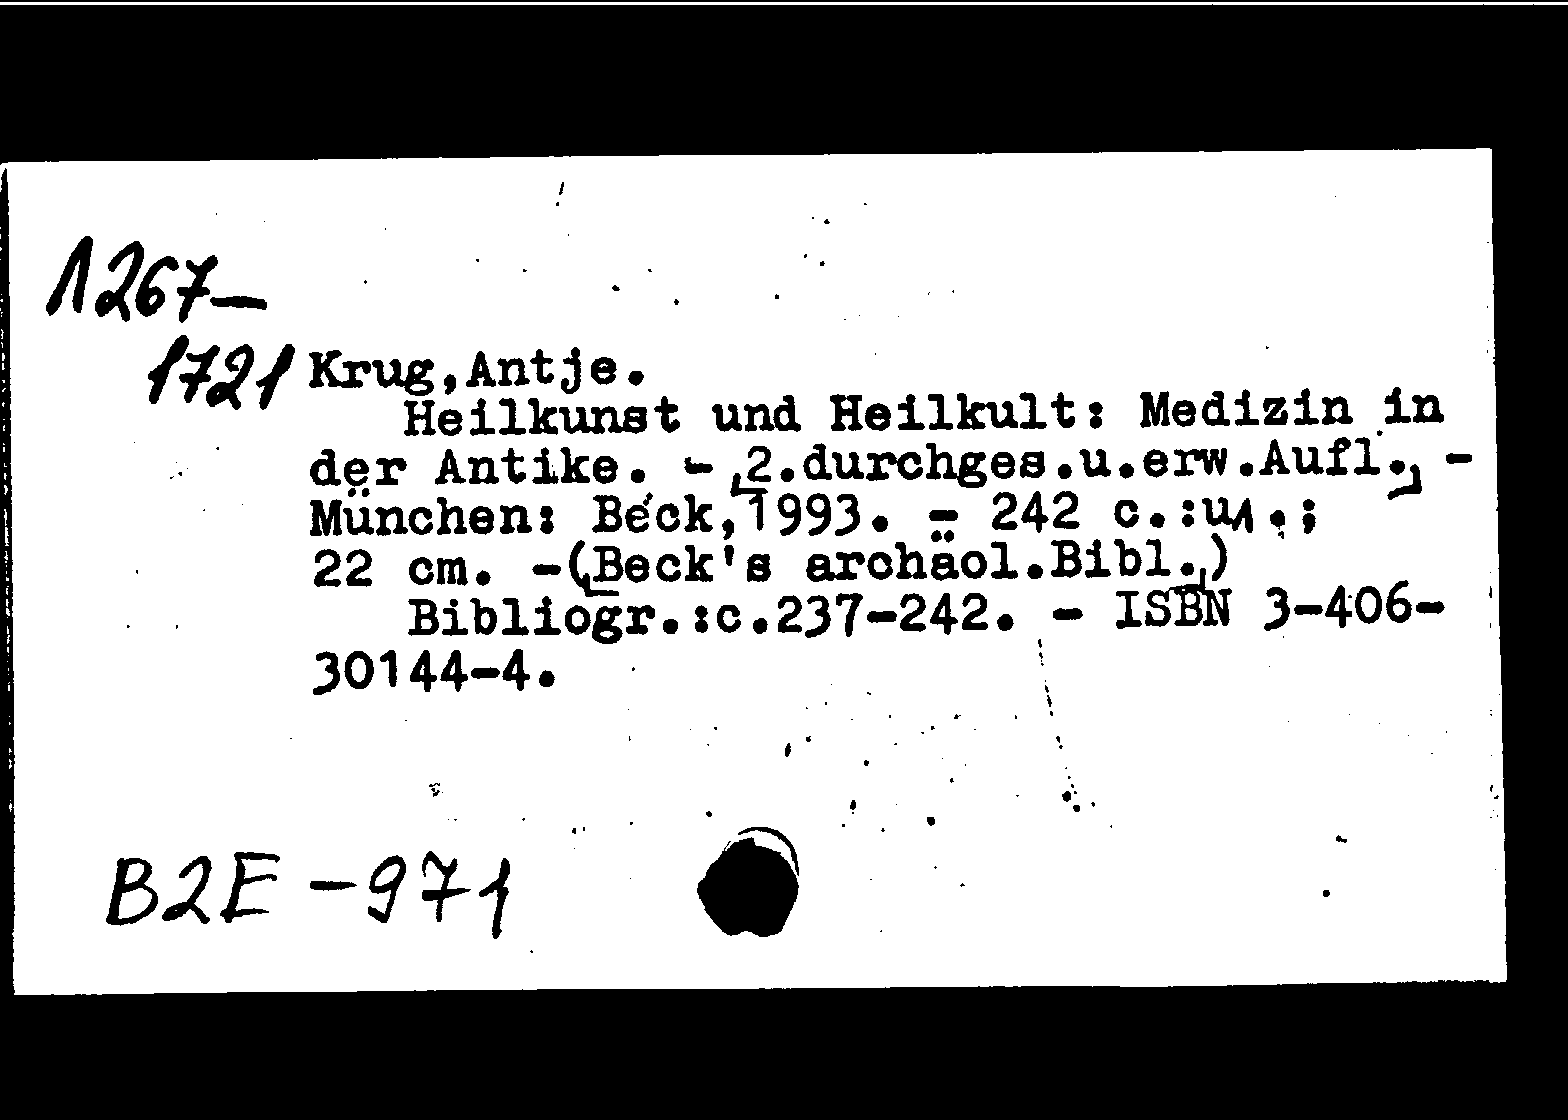 Л267-
1721 Krug,Antje.
Heilkunst und Heilkult: Medizin in
der Antike. - 2.durchges.u.erw.Aufl., -
München: Beck,1993. - 242 c.:ил.;
22 cm. -(Beck's archäol.Bibl.)
Bibliogr.:c.237-242. - ISBN 3-406-
30144-4.
B2E-971